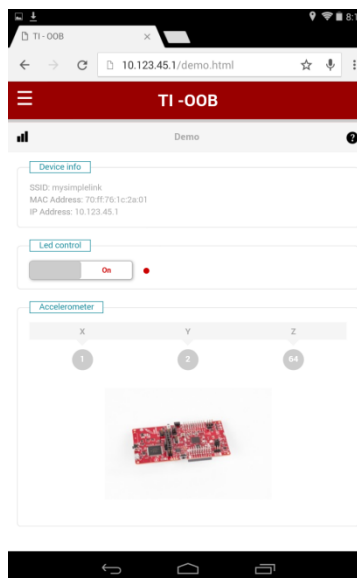 8:1
TI - OOB
10.123.45.1/demo.html
TI -OOB
Demo
Device info
SSID: mysimplelink
MAC Address: 70:ff:76:1c:2a:01
IP Address: 10.123.45.1
Led control
On
Accelerometer
X Y Z
1 2 64